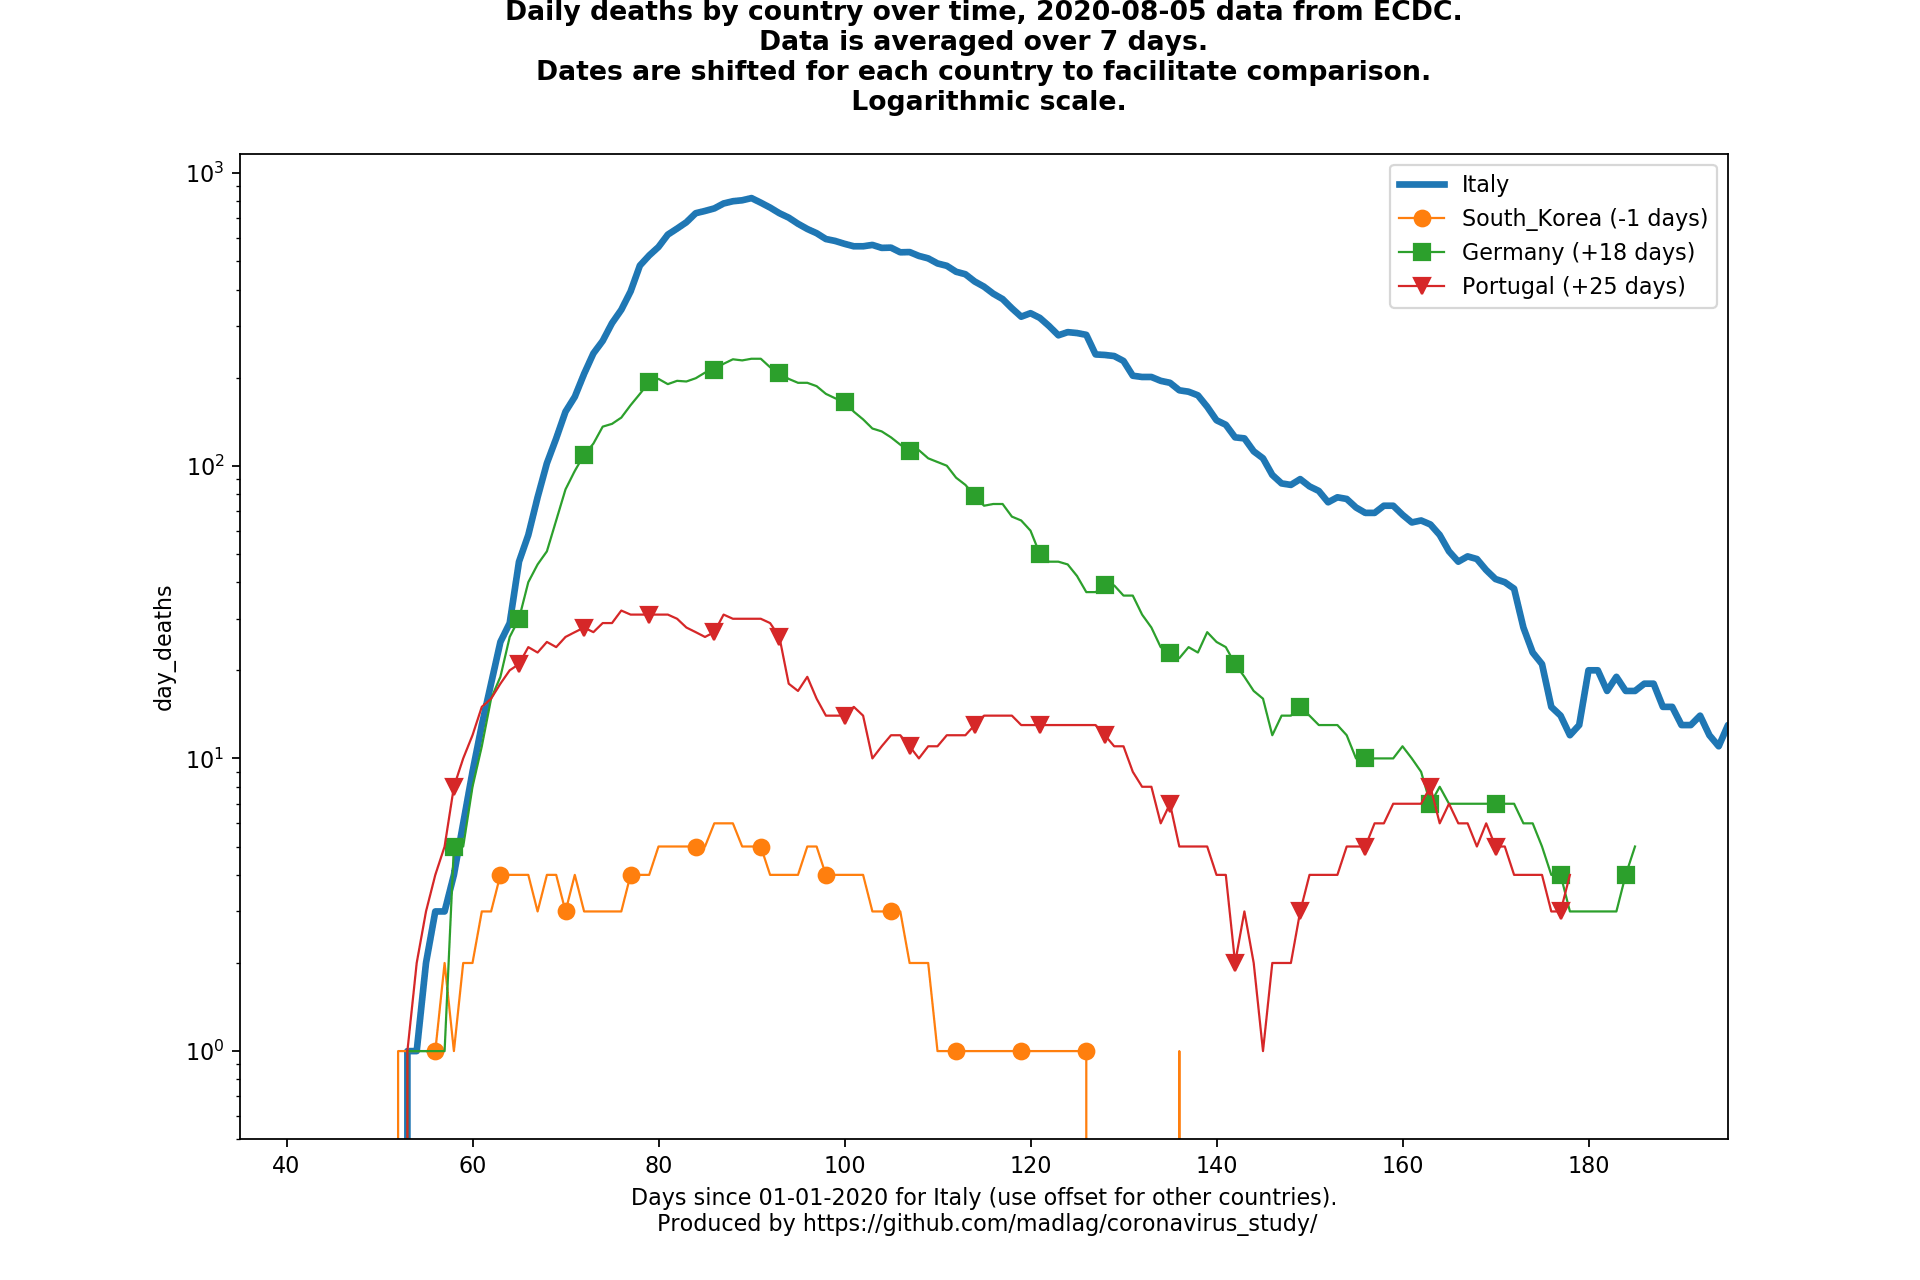 Daily deaths by country over time, 2020-08-05 data from ECDC.
Data is averaged over 7 days.
Dates are shifted for each country to facilitate comparison.
Logarithmic scale.
10³
10²
10¹
10⁰
day_deaths
Italy
South_Korea (-1 days)
Germany (+18 days)
Portugal (+25 days)
40 60 80 100 120 140 160 180
Days since 01-01-2020 for Italy (use offset for other countries).
Produced by https://github.com/madlag/coronavirus_study/